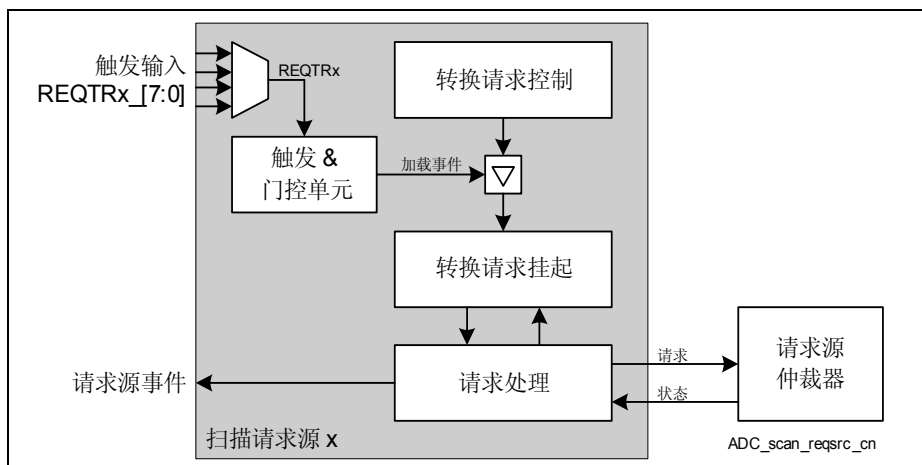 触发输入
REQTRx_[7:0]
REQTRx
转换请求控制
触发 &
门控单元
加载事件
转换请求挂起
请求处理
请求
状态
请求源
仲裁器
请求源事件
扫描请求源 x
ADC_scan_reqsrc_cn